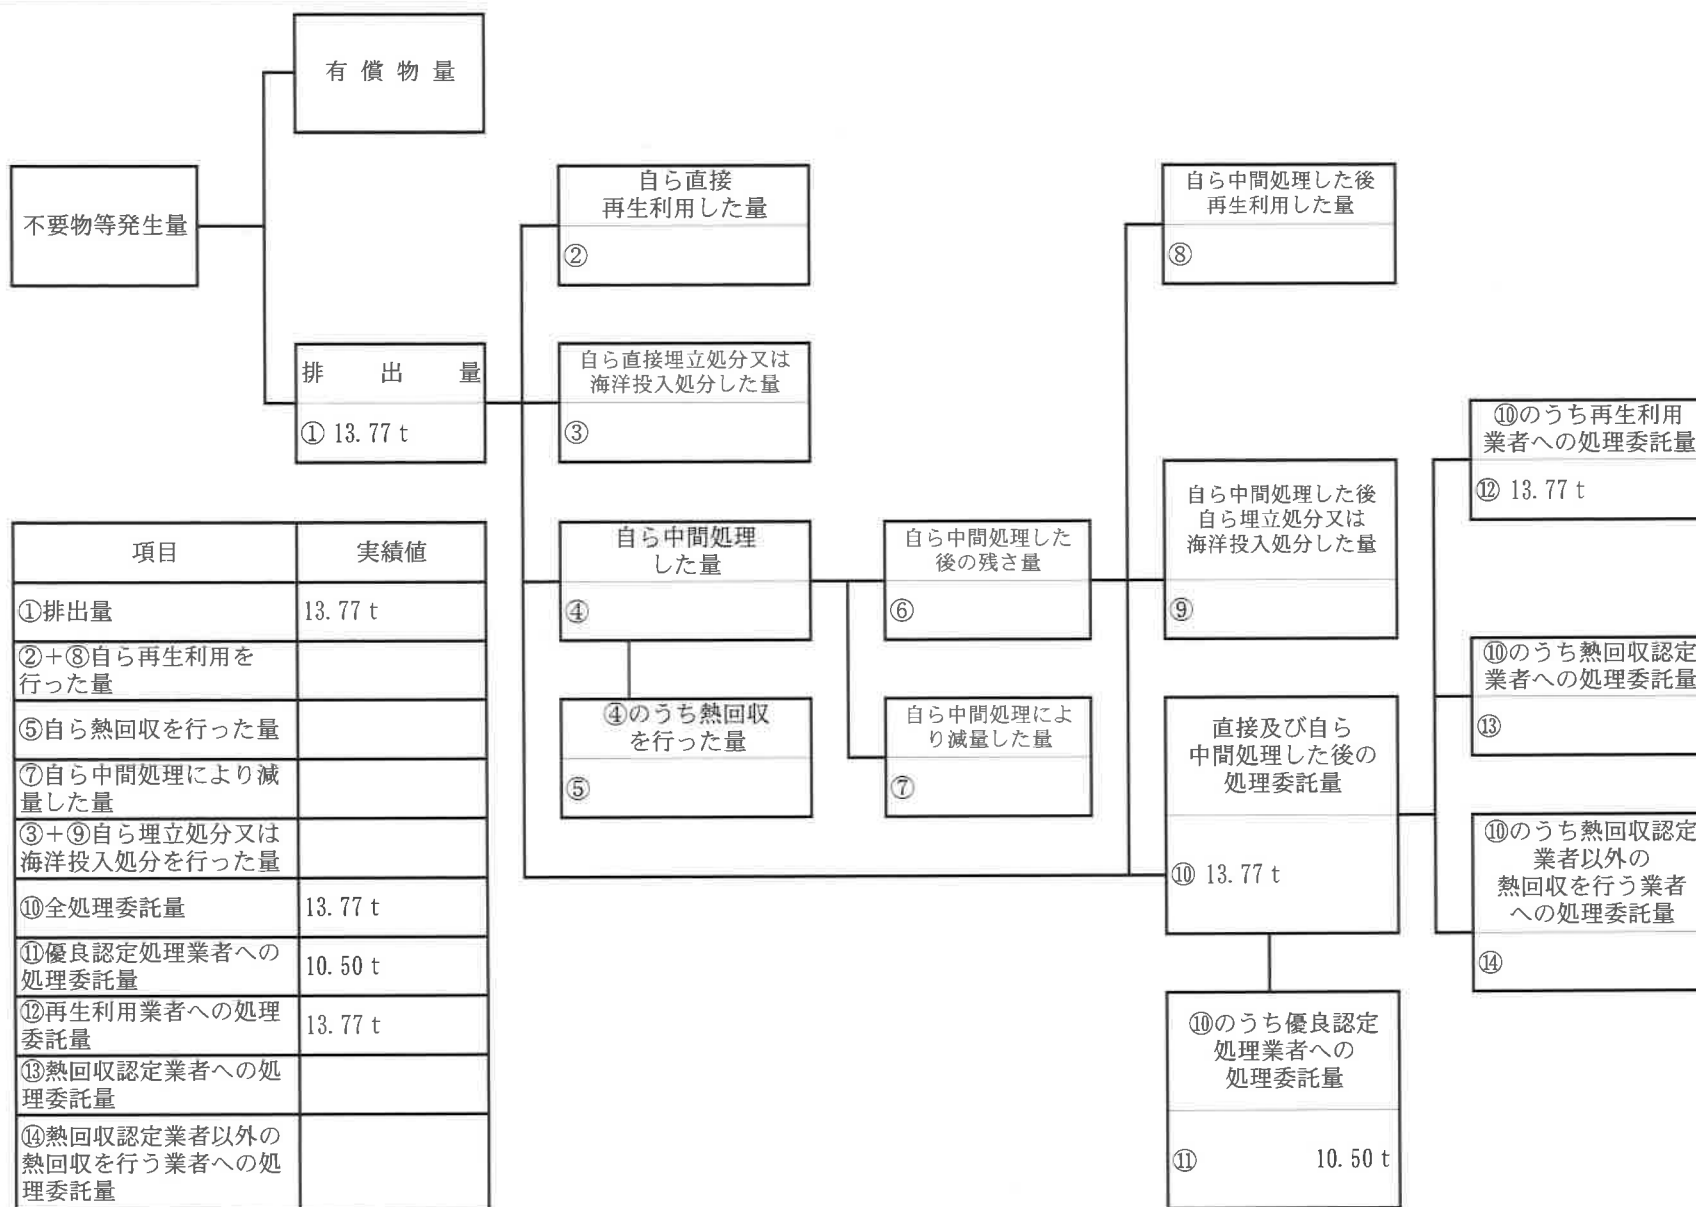 有 償 物 量
不要物等発生量
排 出 量
① 13.77 t
自ら直接
再生利用した量
②
自ら直接埋立処分又は
海洋投入処分した量
③
自ら中間処理
した量
④
④のうち熱回収
を行った量
⑤
自ら中間処理した
後の残さ量
⑥
自ら中間処理によ
り減量した量
⑦
自ら中間処理した後
再生利用した量
⑧
自ら中間処理した後
自ら埋立処分又は
海洋投入処分した量
⑨
直接及び自ら
中間処理した後の
処理委託量
⑩ 13.77 t
⑩のうち優良認定
処理業者への
処理委託量
⑪ 10.50 t
⑩のうち再生利用
業者への処理委託量
⑫ 13.77 t
⑩のうち熱回収認定
業者への処理委託量
⑬
⑩のうち熱回収認定
業者以外の
熱回収を行う業者
への処理委託量
⑭
項目 実績値
①排出量 13.77 t
②+⑧自ら再生利用を
行った量
⑤自ら熱回収を行った量
⑦自ら中間処理により減
量した量
③+⑨自ら埋立処分又は
海洋投入処分を行った量
⑩全処理委託量 13.77 t
⑪優良認定処理業者への
処理委託量 10.50 t
⑫再生利用業者への処理
委託量 13.77 t
⑬熱回収認定業者への処
理委託量
⑭熱回収認定業者以外の
熱回収を行う業者への処
理委託量